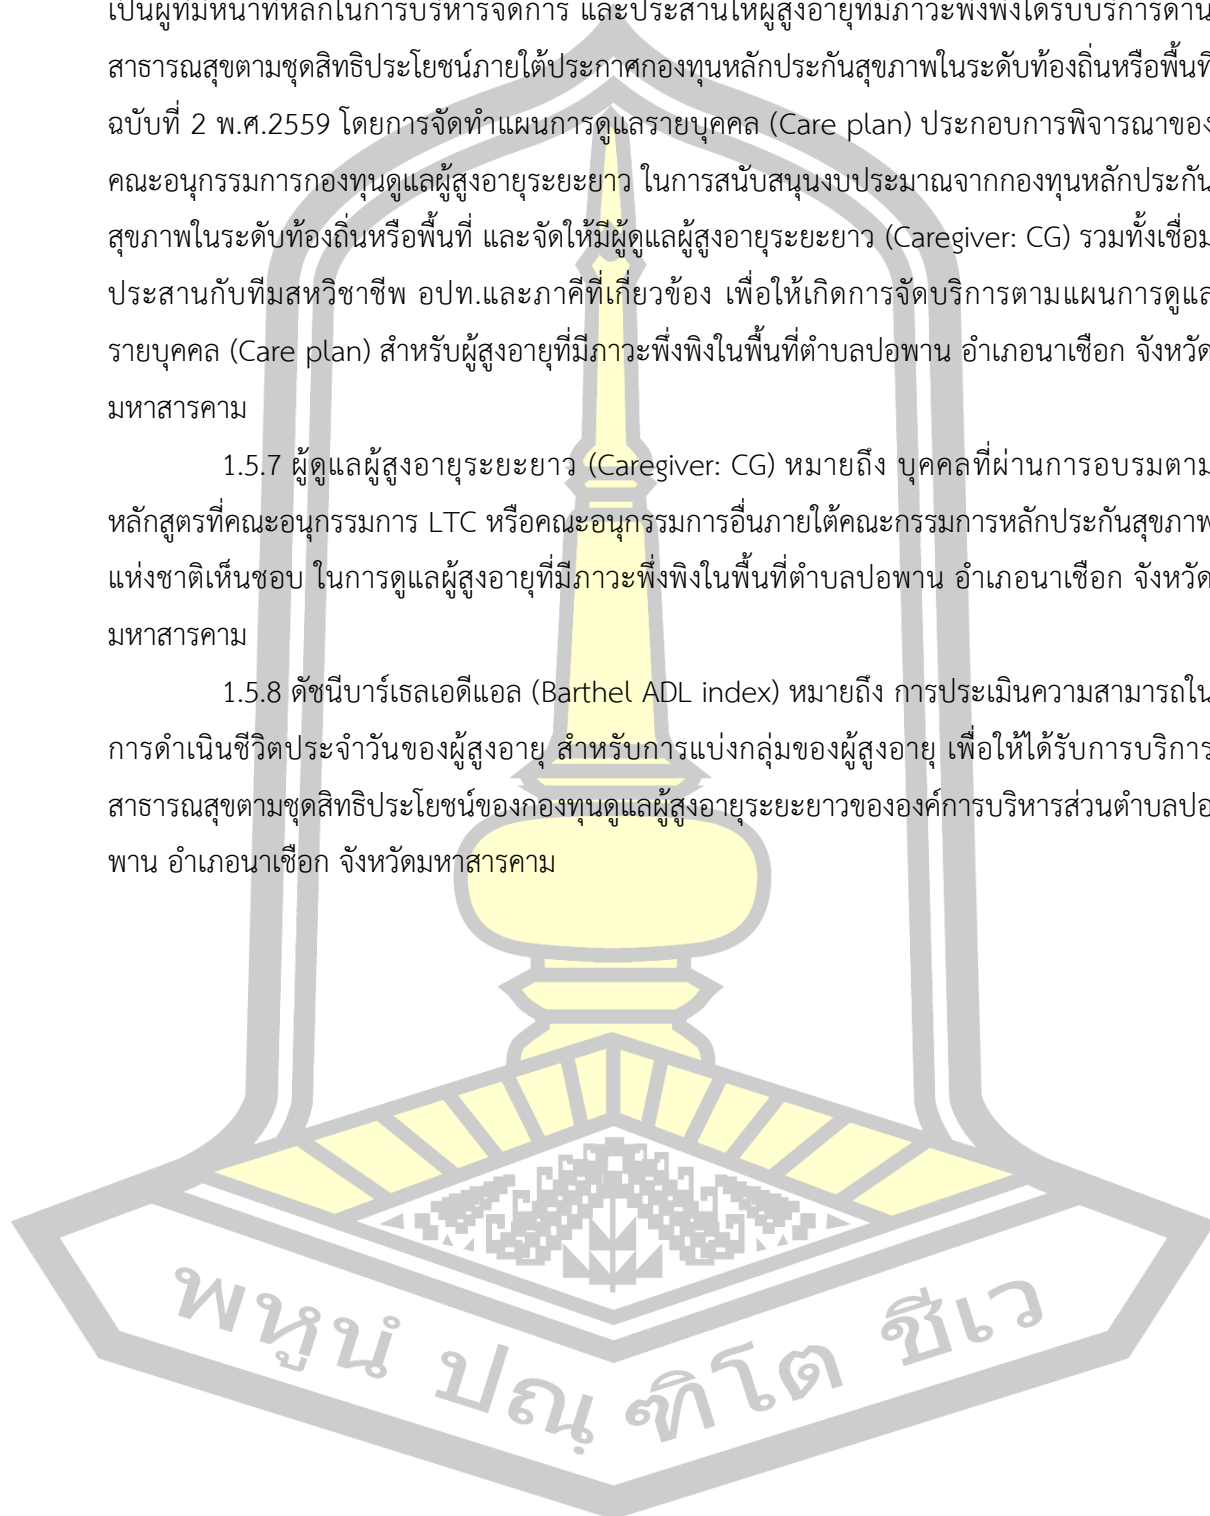 เป็นผู้ที่มีหน้าที่หลักในการบริหารจัดการ และประสานให้ผู้สูงอายุที่มีภาวะพึ่งพิงได้รับบริการด้าน
สาธารณสุขตามชุดสิทธิประโยชน์ภายใต้ประกาศกองทุนหลักประกันสุขภาพในระดับท้องถิ่นหรือพื้นที่
ฉบับที่ 2 พ.ศ.2559 โดยการจัดทำแผนการดูแลรายบุคคล (Care plan) ประกอบการพิจารณาของ
คณะอนุกรรมการกองทุนดูแลผู้สูงอายุระยะยาว ในการสนับสนุนงบประมาณจากกองทุนหลักประกัน
สุขภาพในระดับท้องถิ่นหรือพื้นที่ และจัดให้มีผู้ดูแลผู้สูงอายุระยะยาว (Caregiver: CG) รวมทั้งเชื่อม
ประสานกับทีมสหวิชาชีพ อปท.และภาคีที่เกี่ยวข้อง เพื่อให้เกิดการจัดบริการตามแผนการดูแล
รายบุคคล (Care plan) สำหรับผู้สูงอายุที่มีภาวะพึ่งพิงในพื้นที่ตำบลปอพาน อำเภอนาเชือก จังหวัด
มหาสารคาม
1.5.7 ผู้ดูแลผู้สูงอายุระยะยาว (Caregiver: CG) หมายถึง บุคคลที่ผ่านการอบรมตาม
หลักสูตรที่คณะอนุกรรมการ LTC หรือคณะอนุกรรมการอื่นภายใต้คณะกรรมการหลักประกันสุขภาพ
แห่งชาติเห็นชอบ ในการดูแลผู้สูงอายุที่มีภาวะพึ่งพิงในพื้นที่ตำบลปอพาน อำเภอนาเชือก จังหวัด
มหาสารคาม
1.5.8 ดัชนีบาร์เธลเอดีแอล (Barthel ADL index) หมายถึง การประเมินความสามารถใน
การดำเนินชีวิตประจำวันของผู้สูงอายุ สำหรับการแบ่งกลุ่มของผู้สูงอายุ เพื่อให้ได้รับการบริการ
สาธารณสุขตามชุดสิทธิประโยชน์ของกองทุนดูแลผู้สูงอายุระยะยาวขององค์การบริหารส่วนตำบลปอ
พาน อำเภอนาเชือก จังหวัดมหาสารคาม
พหูนํ ปณฺฑิโต ชีเว